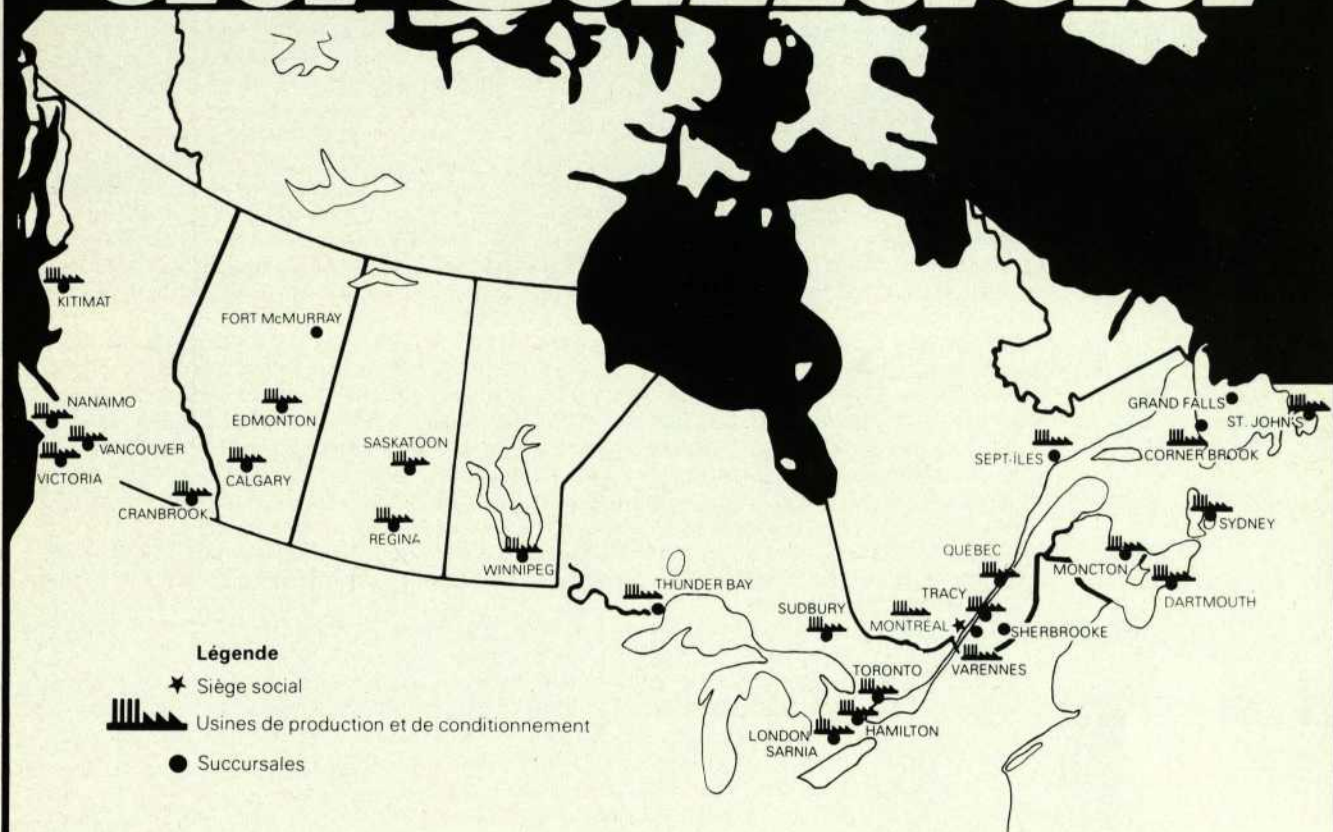 KITIMAT
FORT McMURRAY
NANAIMO
EDMONTON
GRAND FALLS
ST. JOHN'S
VANCOUVER
SASKATOON
CORNER BROOK
SEPT-ÎLES
VICTORIA
CALGARY
CRANBROOK
SYDNEY
REGINA
QUÉBEC
WINNIPEG
MONCTON
THUNDER BAY
TRACY
DARTMOUTH
SUDBURY
MONTRÉAL
SHERBROOKE
Légende
TORONTO
VARENNES
Siège social
Usines de production et de conditionnement
HAMILTON
LONDON
SARNIA
Succursales